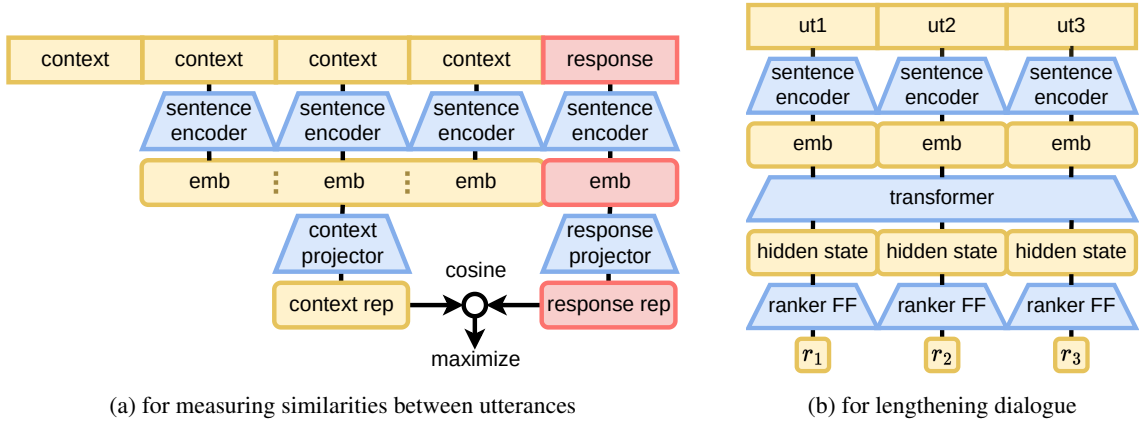 context context context context response
sentence encoder sentence encoder sentence encoder sentence encoder
emb emb emb emb
context projector response projector
cosine
context rep response rep
maximize
(a) for measuring similarities between utterances
ut1 ut2 ut3
sentence encoder sentence encoder sentence encoder
emb emb emb
transformer
hidden state hidden state hidden state
ranker FF ranker FF ranker FF
r1 r2 r3
(b) for lengthening dialogue